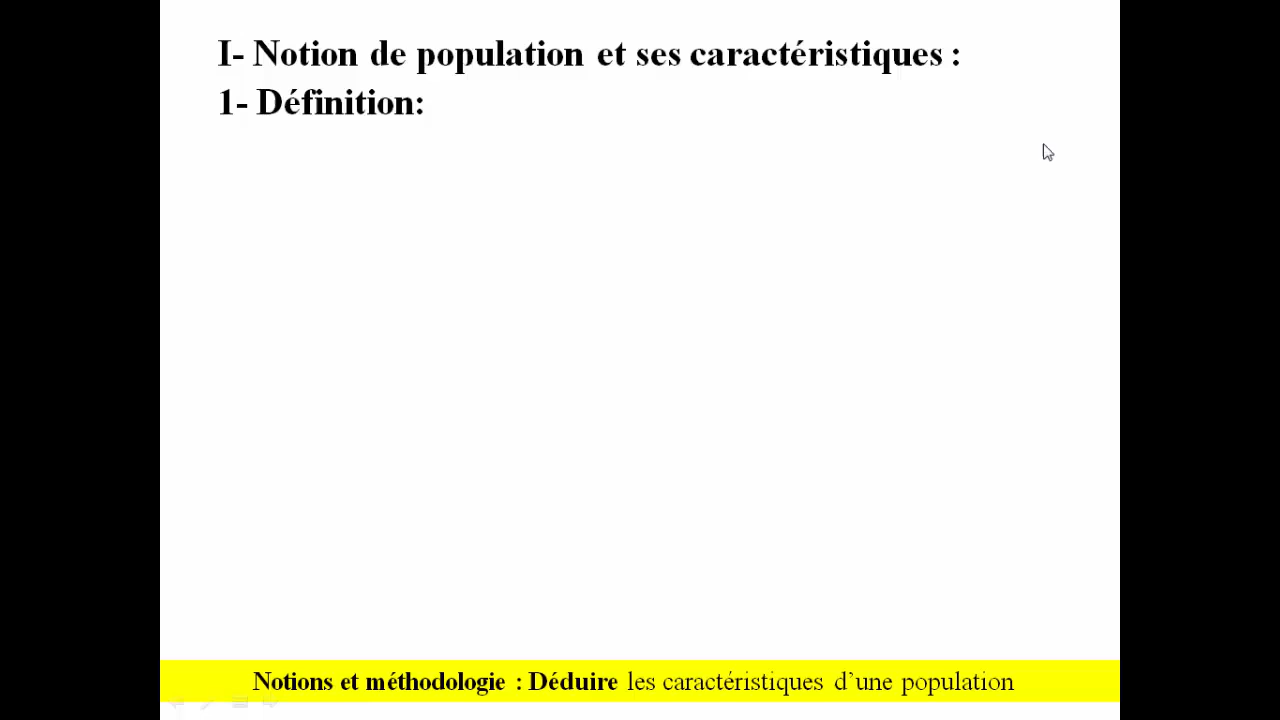 I- Notion de population et ses caractéristiques :
1- Définition:
Notions et méthodologie : Déduire les caractéristiques d’une population